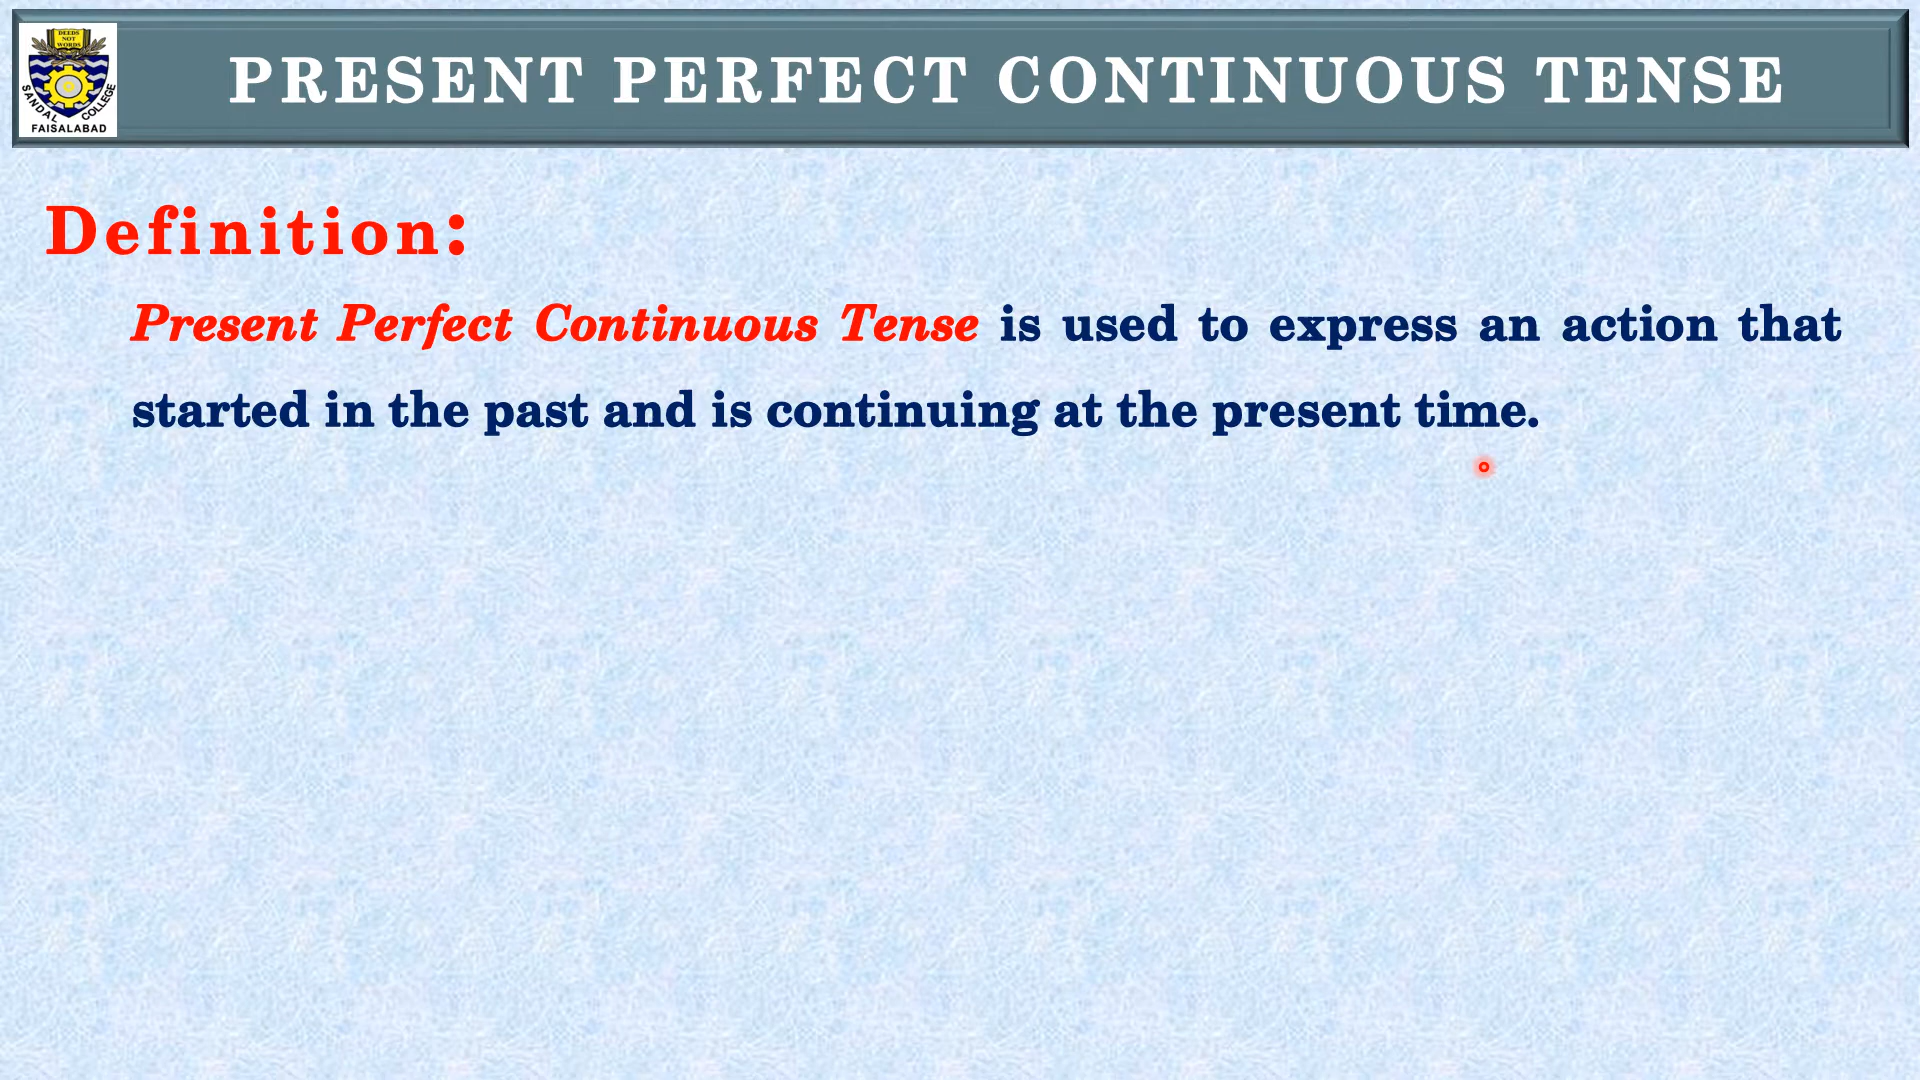 DEEDS
NOT
WORDS
SANDAL COLLEGE
FAISALABAD
PRESENT PERFECT CONTINUOUS TENSE
Definition:
Present Perfect Continuous Tense is used to express an action that
started in the past and is continuing at the present time.